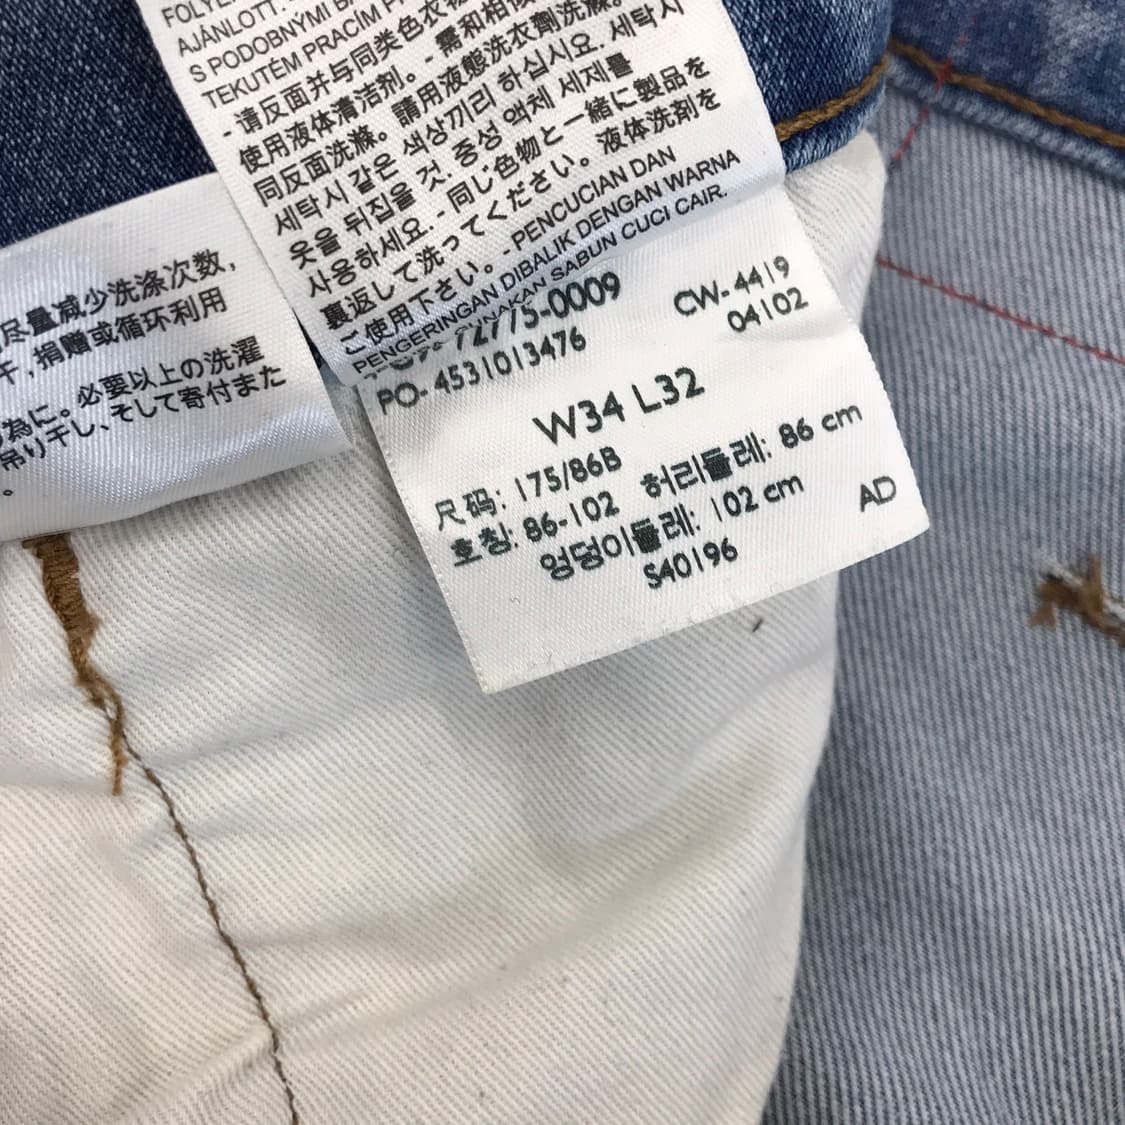 AJÁNLOTT.
S PODOBNÝMI
TEKUTÉM PRACÍM
- 请反面并与同类色衣
使用液体清洁剂。- 需和相
同反面洗滌。請用液態洗衣劑洗滌。
세탁시 같은 색상끼리 하십시요. 세탁시
옷을 뒤집을 것. 중성 액체 세제를
사용하세요. - 同じ色物と一緒に製品を
裏返して洗ってください。液体洗剤を
ご使用下さい。- PENCUCIAN DAN
PENGERINGAN DIBALIK DENGAN WARNA
GUNAKAN SABUN CUCI CAIR.
尽量减少洗涤次数,
干, 捐赠或循环利用
為に。必要以上の洗濯
吊り干し、そして寄付また
。
72775-0009
CW- 4419
PO- 4531013476
04102
W34 L32
尺码: 175/86B
호칭: 86-102 허리둘레: 86 cm
엉덩이둘레: 102 cm
AD
S40196